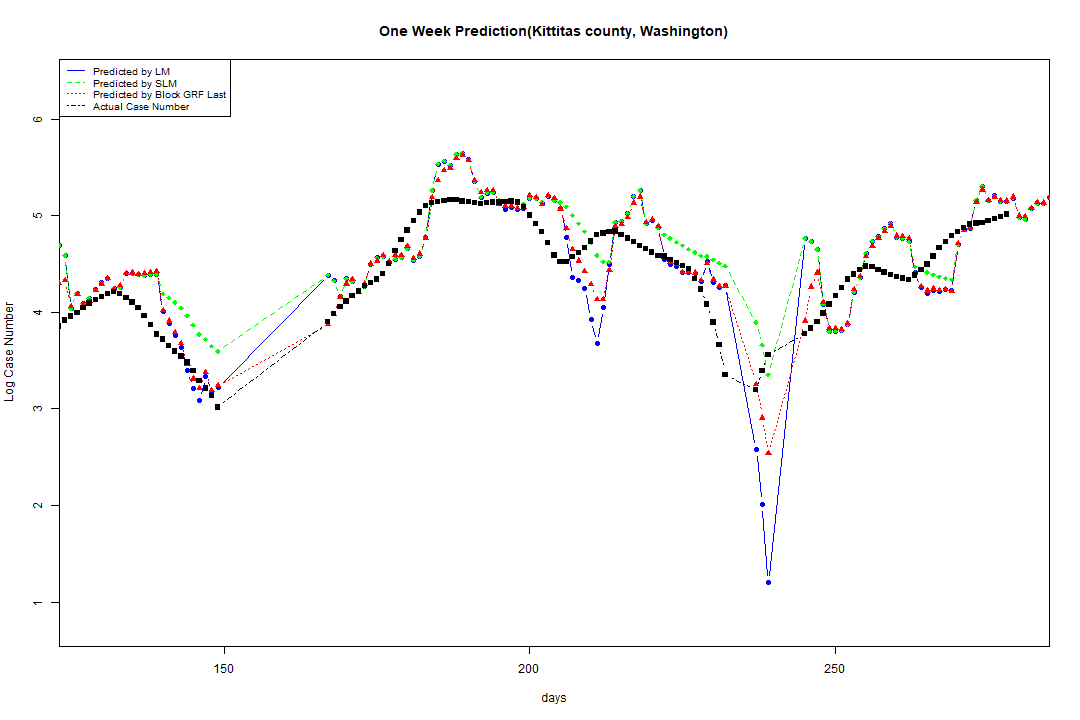 One Week Prediction(Kittitas county, Washington)
Predicted by LM
Predicted by SLM
Predicted by Block GRF Last
Actual Case Number
Log Case Number
6
5
4
3
2
1
150
200
250
days